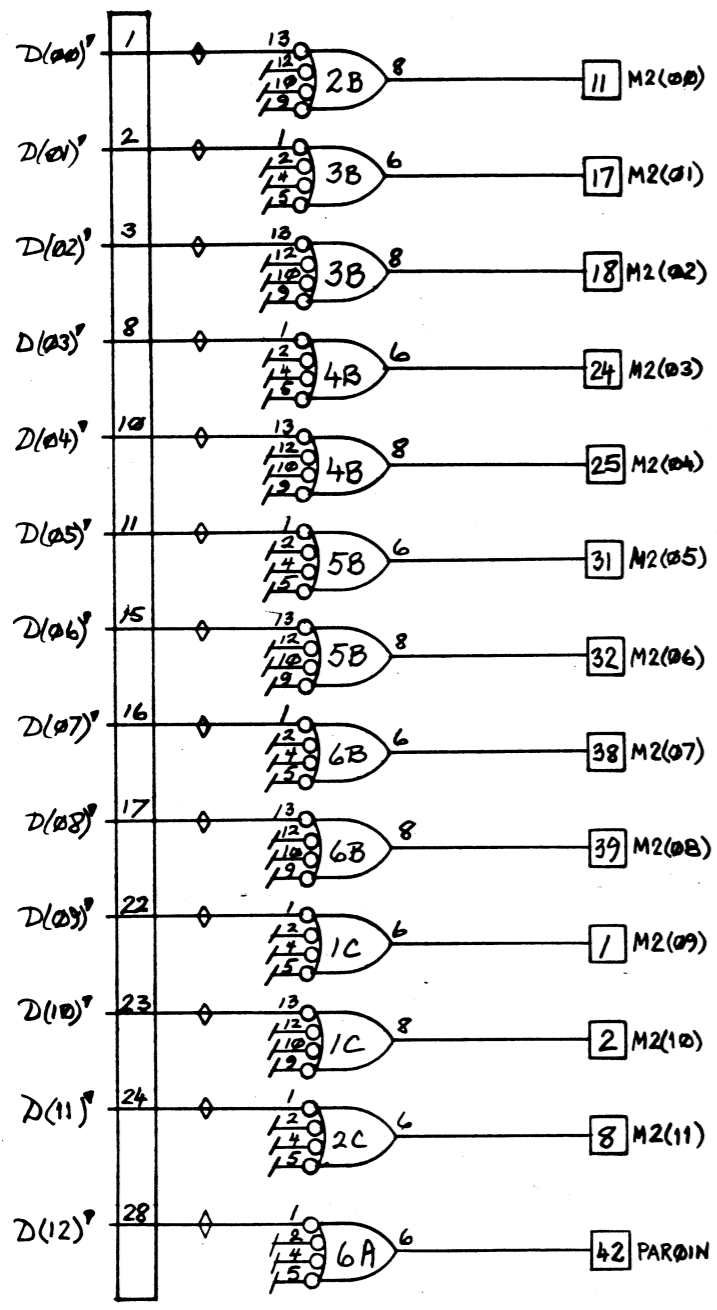 D(00)' 1 13 12 10 9 2B 8 11 M2(00)
D(01)' 2 1 2 4 5 3B 6 17 M2(01)
D(02)' 3 13 12 10 9 3B 8 18 M2(02)
D(03)' 8 1 2 4 5 4B 6 24 M2(03)
D(04)' 10 13 12 10 9 4B 8 25 M2(04)
D(05)' 11 1 2 4 5 5B 6 31 M2(05)
D(06)' 15 13 12 10 9 5B 8 32 M2(06)
D(07)' 16 1 2 4 5 6B 6 38 M2(07)
D(08)' 17 13 12 10 9 6B 8 39 M2(08)
D(09)' 22 1 2 4 5 1C 6 1 M2(09)
D(10)' 23 13 12 10 9 1C 8 2 M2(10)
D(11)' 24 1 2 4 5 2C 6 8 M2(11)
D(12)' 28 1 2 4 5 6A 6 42 PAR0IN